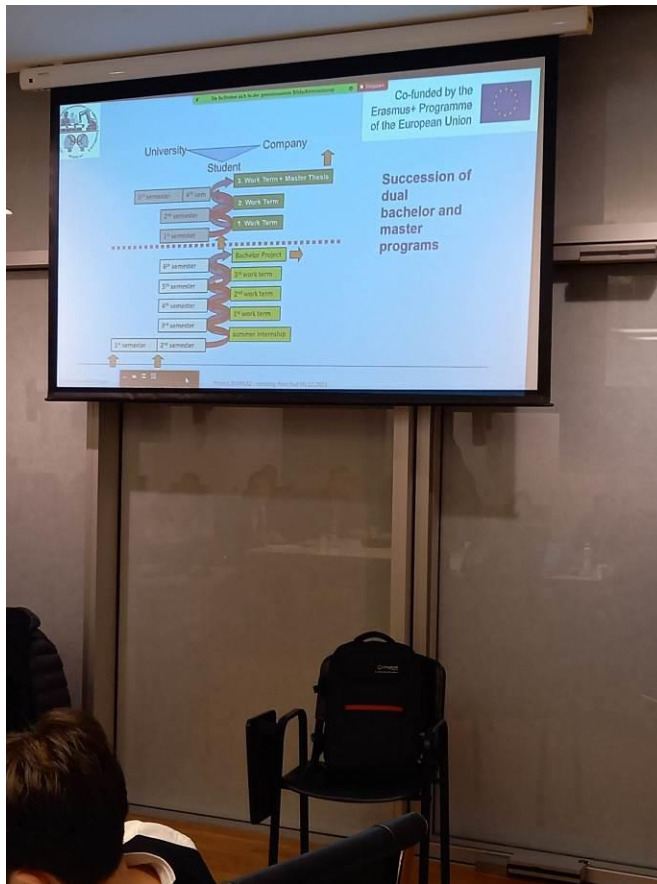 Co-funded by the
Erasmus+ Programme
of the European Union
University
Company
Student
3. Work Term + Master Thesis
3rd semester
4th sem
2. Work Term
2nd semester
1. Work Term
1st semester
Succession of
dual
bachelor and
master
programs
Bachelor Project
6th semester
3rd work term
5th semester
2nd work term
4th semester
1st work term
3rd semester
summer internship
1st semester
2nd semester